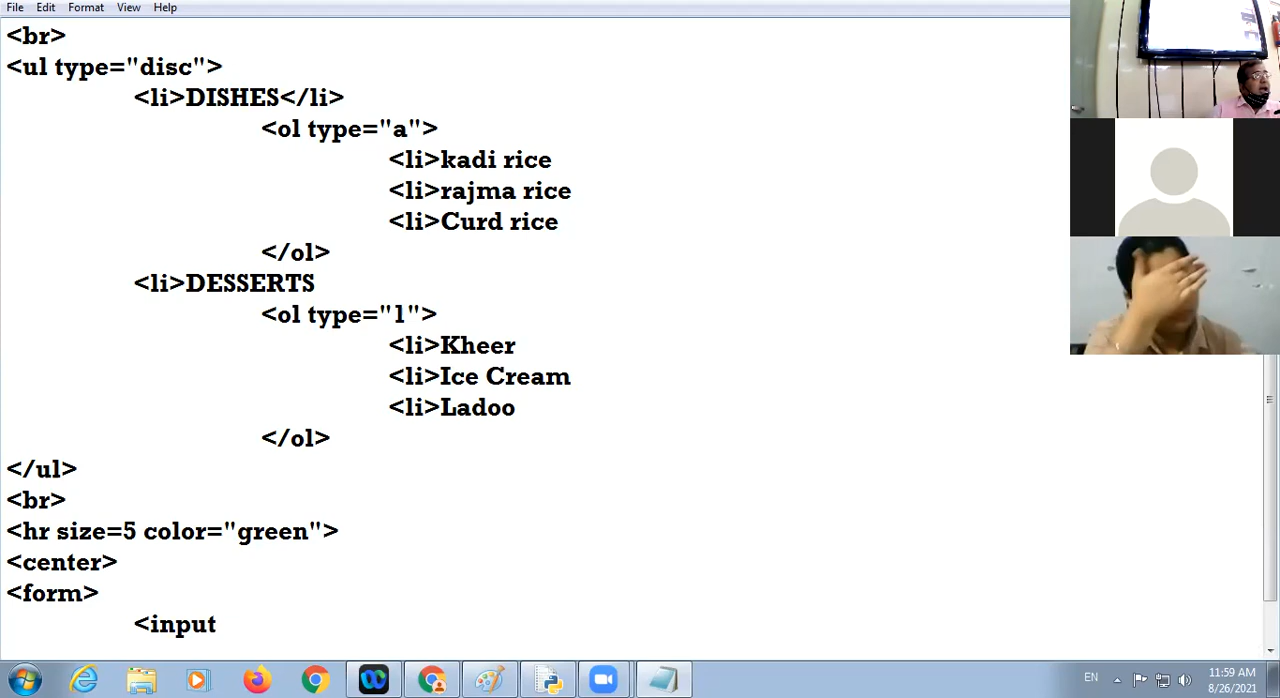 File Edit Format View Help
<br>
<ul type="disc">
<li>DISHES</li>
<ol type="a">
<li>kadi rice
<li>rajma rice
<li>Curd rice
</ol>
<li>DESSERTS
<ol type="1">
<li>Kheer
<li>Ice Cream
<li>Ladoo
</ol>
</ul>
<br>
<hr size=5 color="green">
<center>
<form>
<input
EN
11:59 AM
8/26/2021